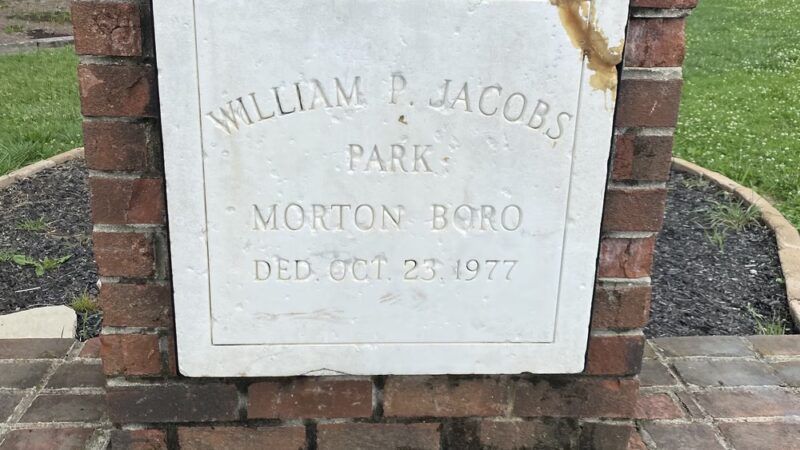 WILLIAM P. JACOBS
PARK
MORTON BORO
DED. OCT. 23, 1977